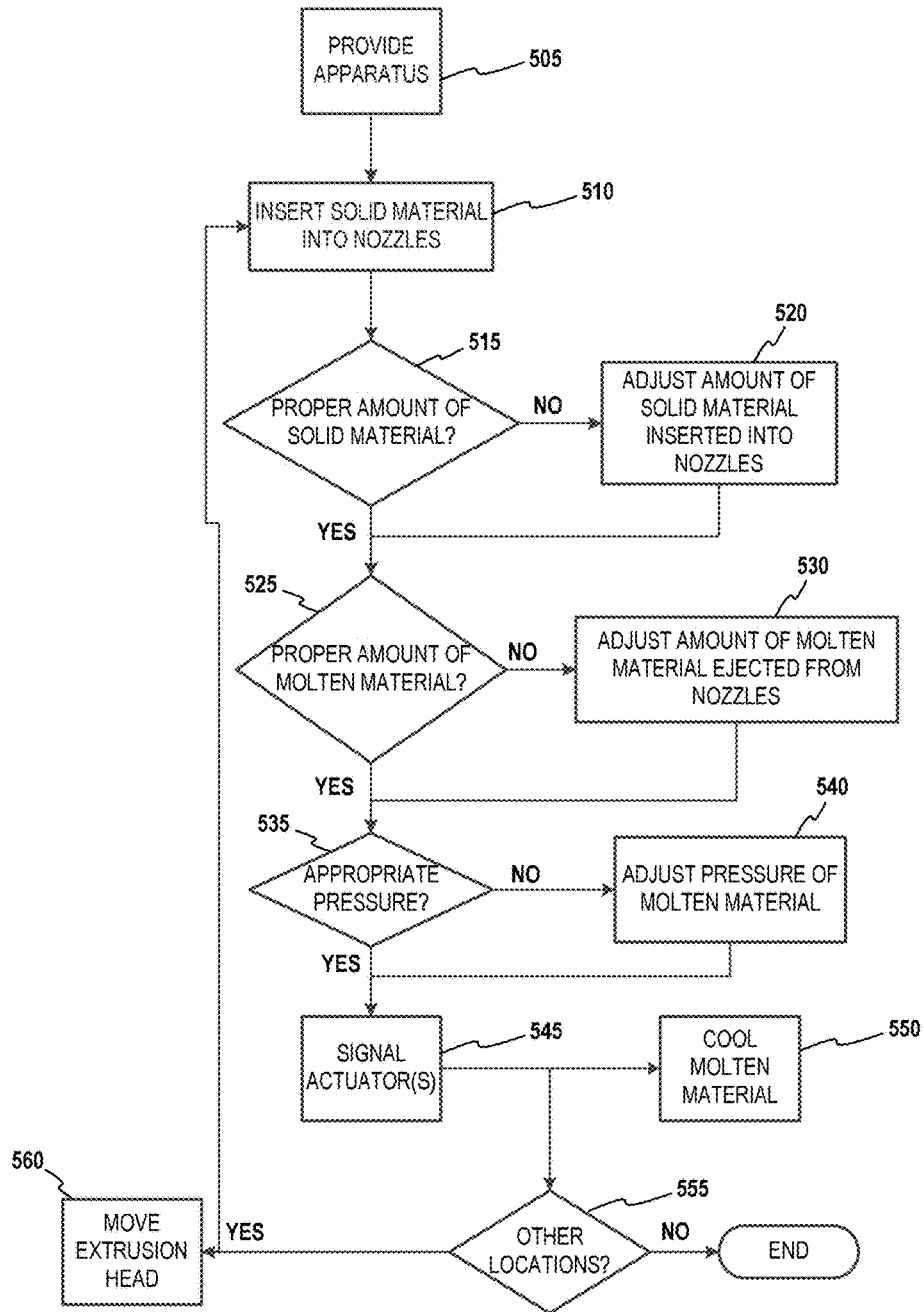 PROVIDE
APPARATUS
505
INSERT SOLID MATERIAL
INTO NOZZLES
510
PROPER AMOUNT OF
SOLID MATERIAL?
515
NO
ADJUST AMOUNT OF
SOLID MATERIAL
INSERTED INTO
NOZZLES
520
YES
PROPER AMOUNT OF
MOLTEN MATERIAL?
525
NO
ADJUST AMOUNT OF MOLTEN
MATERIAL EJECTED FROM
NOZZLES
530
YES
APPROPRIATE
PRESSURE?
535
NO
ADJUST PRESSURE OF
MOLTEN MATERIAL
540
YES
SIGNAL
ACTUATOR(S)
545
COOL
MOLTEN
MATERIAL
550
OTHER
LOCATIONS?
555
NO
END
YES
MOVE
EXTRUSION
HEAD
560